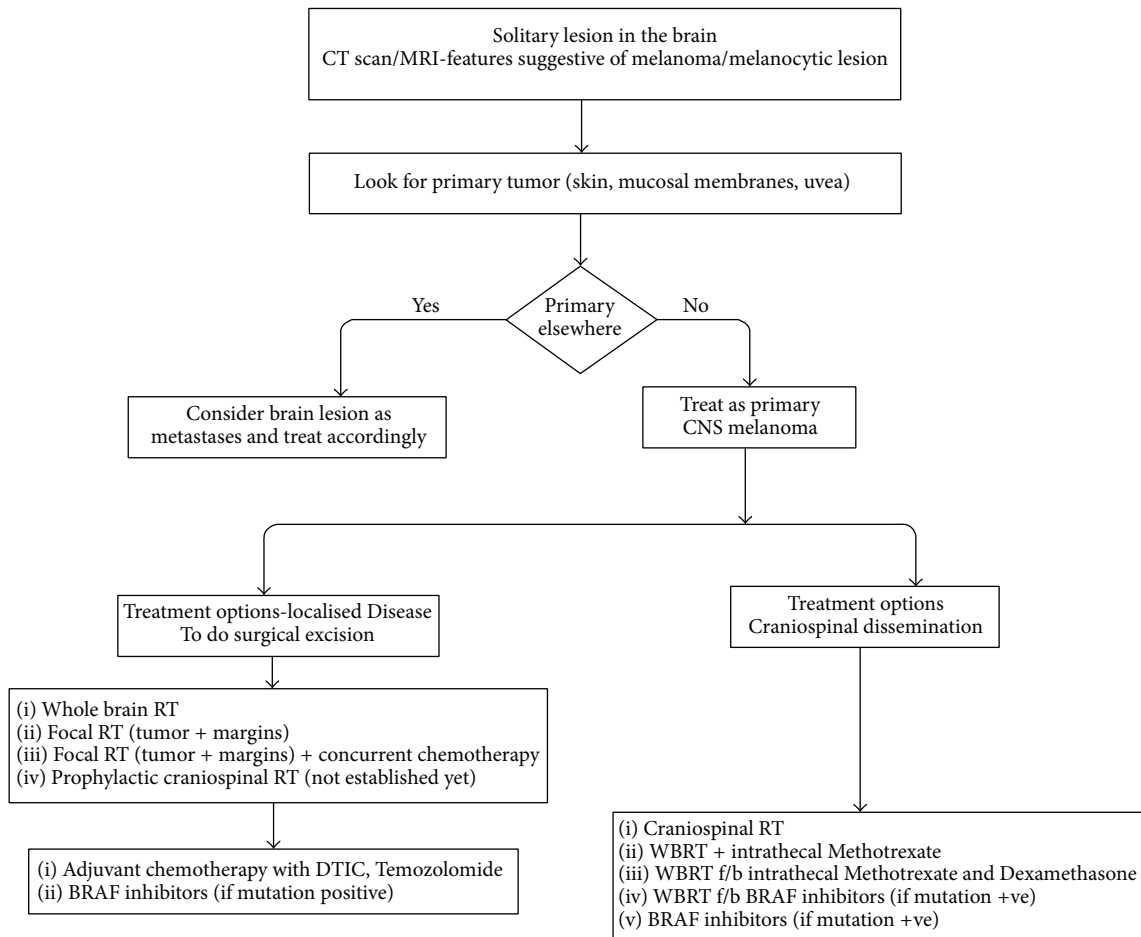 Solitary lesion in the brain
CT scan/MRI-features suggestive of melanoma/melanocytic lesion
Look for primary tumor (skin, mucosal membranes, uvea)
Yes
Primary
elsewhere
No
Consider brain lesion as
metastases and treat accordingly
Treat as primary
CNS melanoma
Treatment options-localised Disease
To do surgical excision
Treatment options
Craniospinal dissemination
(i) Whole brain RT
(ii) Focal RT (tumor + margins)
(iii) Focal RT (tumor + margins) + concurrent chemotherapy
(iv) Prophylactic craniospinal RT (not established yet)
(i) Adjuvant chemotherapy with DTIC, Temozolomide
(ii) BRAF inhibitors (if mutation positive)
(i) Craniospinal RT
(ii) WBRT + intrathecal Methotrexate
(iii) WBRT f/b intrathecal Methotrexate and Dexamethasone
(iv) WBRT f/b BRAF inhibitors (if mutation +ve)
(v) BRAF inhibitors (if mutation +ve)